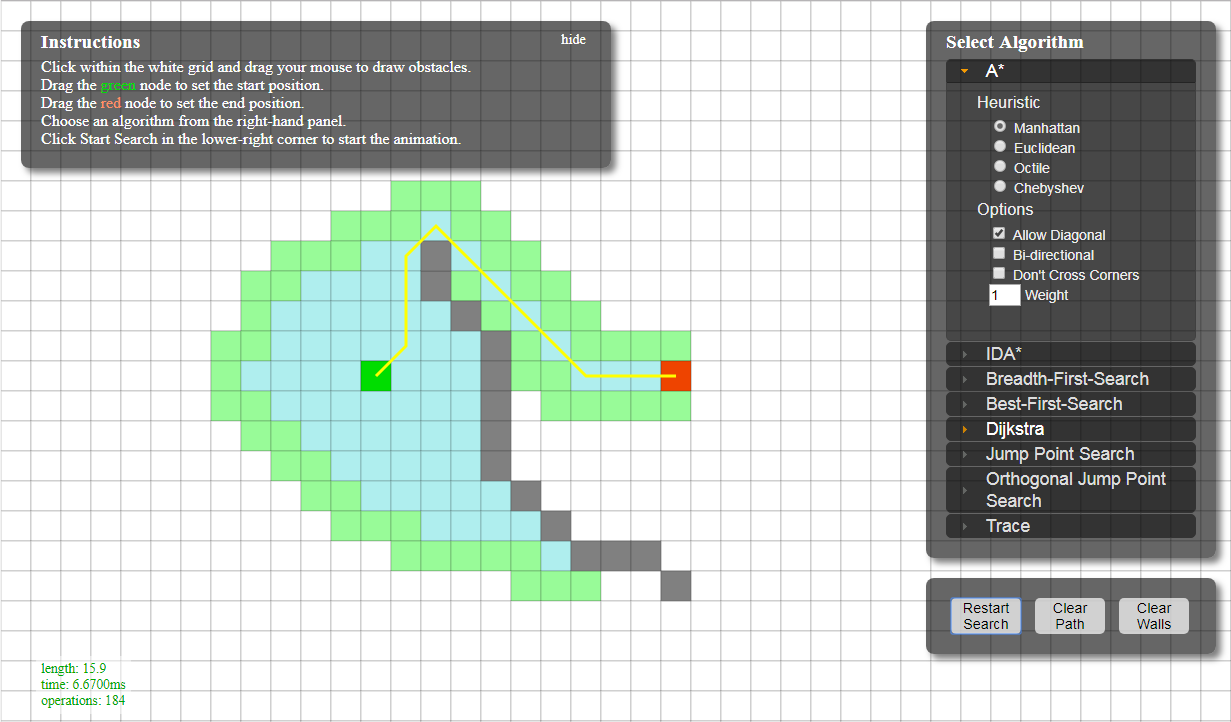 Instructions
hide
Click within the white grid and drag your mouse to draw obstacles.
Drag the green node to set the start position.
Drag the red node to set the end position.
Choose an algorithm from the right-hand panel.
Click Start Search in the lower-right corner to start the animation.
Select Algorithm
A*
Heuristic
Manhattan
Euclidean
Octile
Chebyshev
Options
Allow Diagonal
Bi-directional
Don't Cross Corners
1 Weight
IDA*
Breadth-First-Search
Best-First-Search
Dijkstra
Jump Point Search
Orthogonal Jump Point
Search
Trace
Restart
Search
Clear
Path
Clear
Walls
length: 15.9
time: 6.6700ms
operations: 184